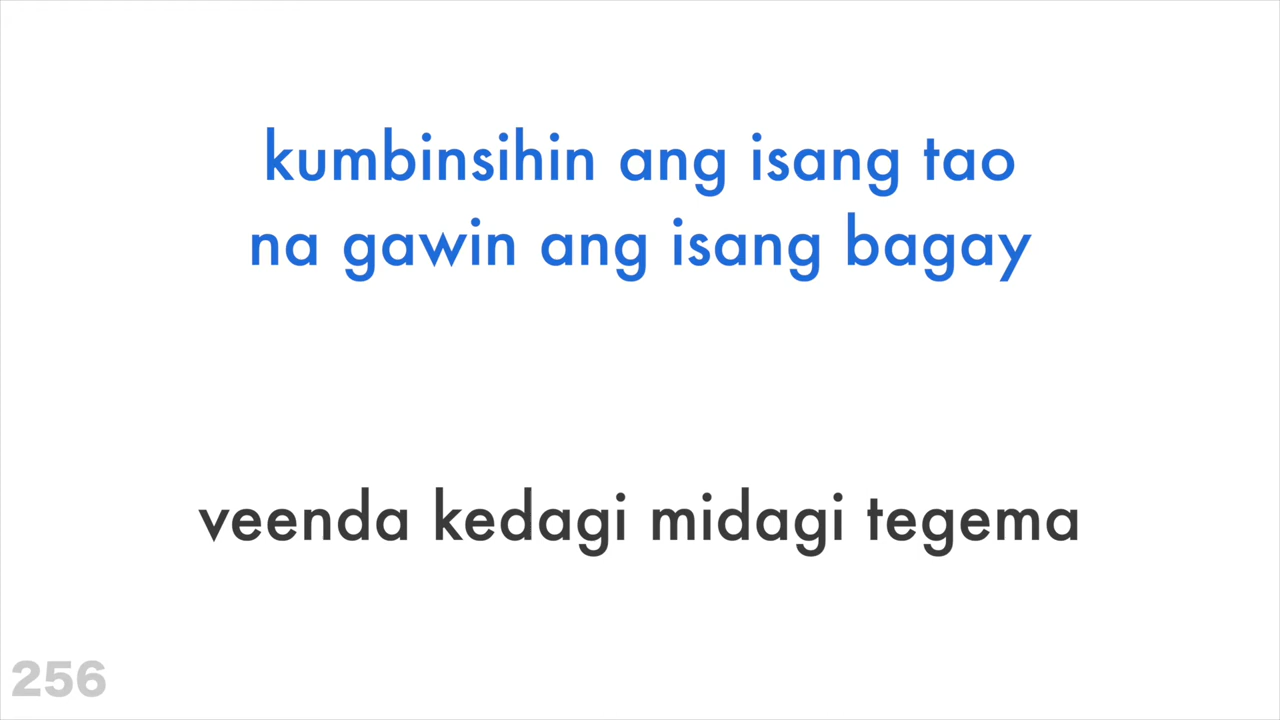 kumbinsihin ang isang tao
na gawin ang isang bagay
veenda kedagi midagi tegema
256